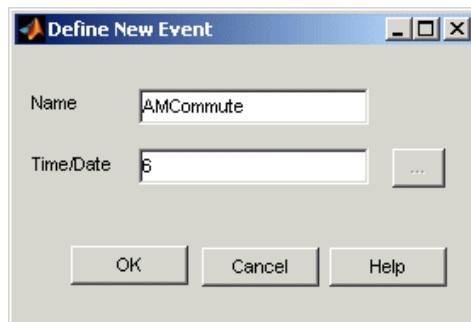 Define New Event
Name AMCommute
Time/Date 6 ...
OK Cancel Help